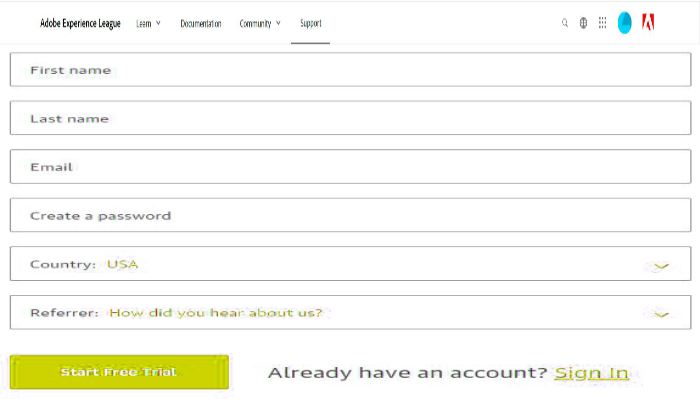 Adobe Experience League Learn Documentation Community Support
First name
Last name
Email
Create a password
Country: USA
Referrer: How did you hear about us?
Start Free Trial Already have an account? Sign In